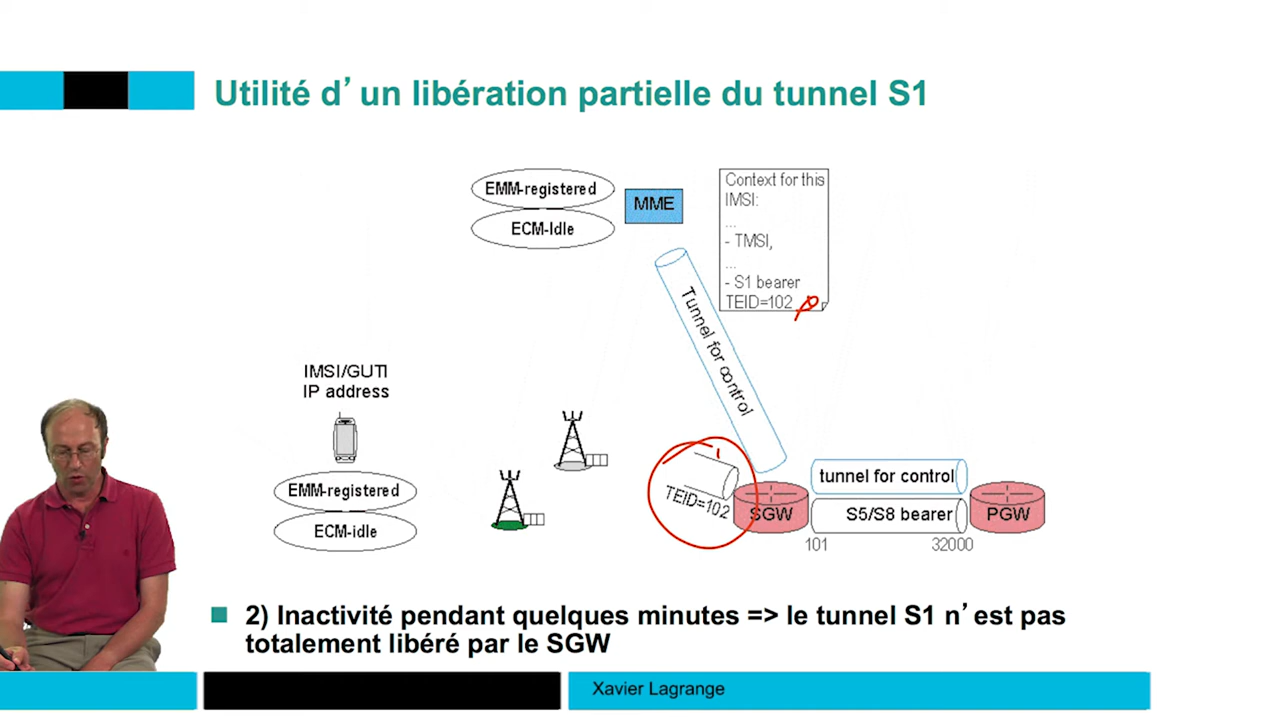 Utilité d’un libération partielle du tunnel S1
EMM-registered
ECM-Idle
MME
Context for this
IMSI:
...
- TMSI,
...
- S1 bearer
TEID=102
Tunnel for control
IMSI/GUTI
IP address
EMM-registered
ECM-idle
TEID=102
SGW
tunnel for control
S5/S8 bearer
PGW
101
32000
2) Inactivité pendant quelques minutes => le tunnel S1 n’est pas
totalement libéré par le SGW
Xavier Lagrange